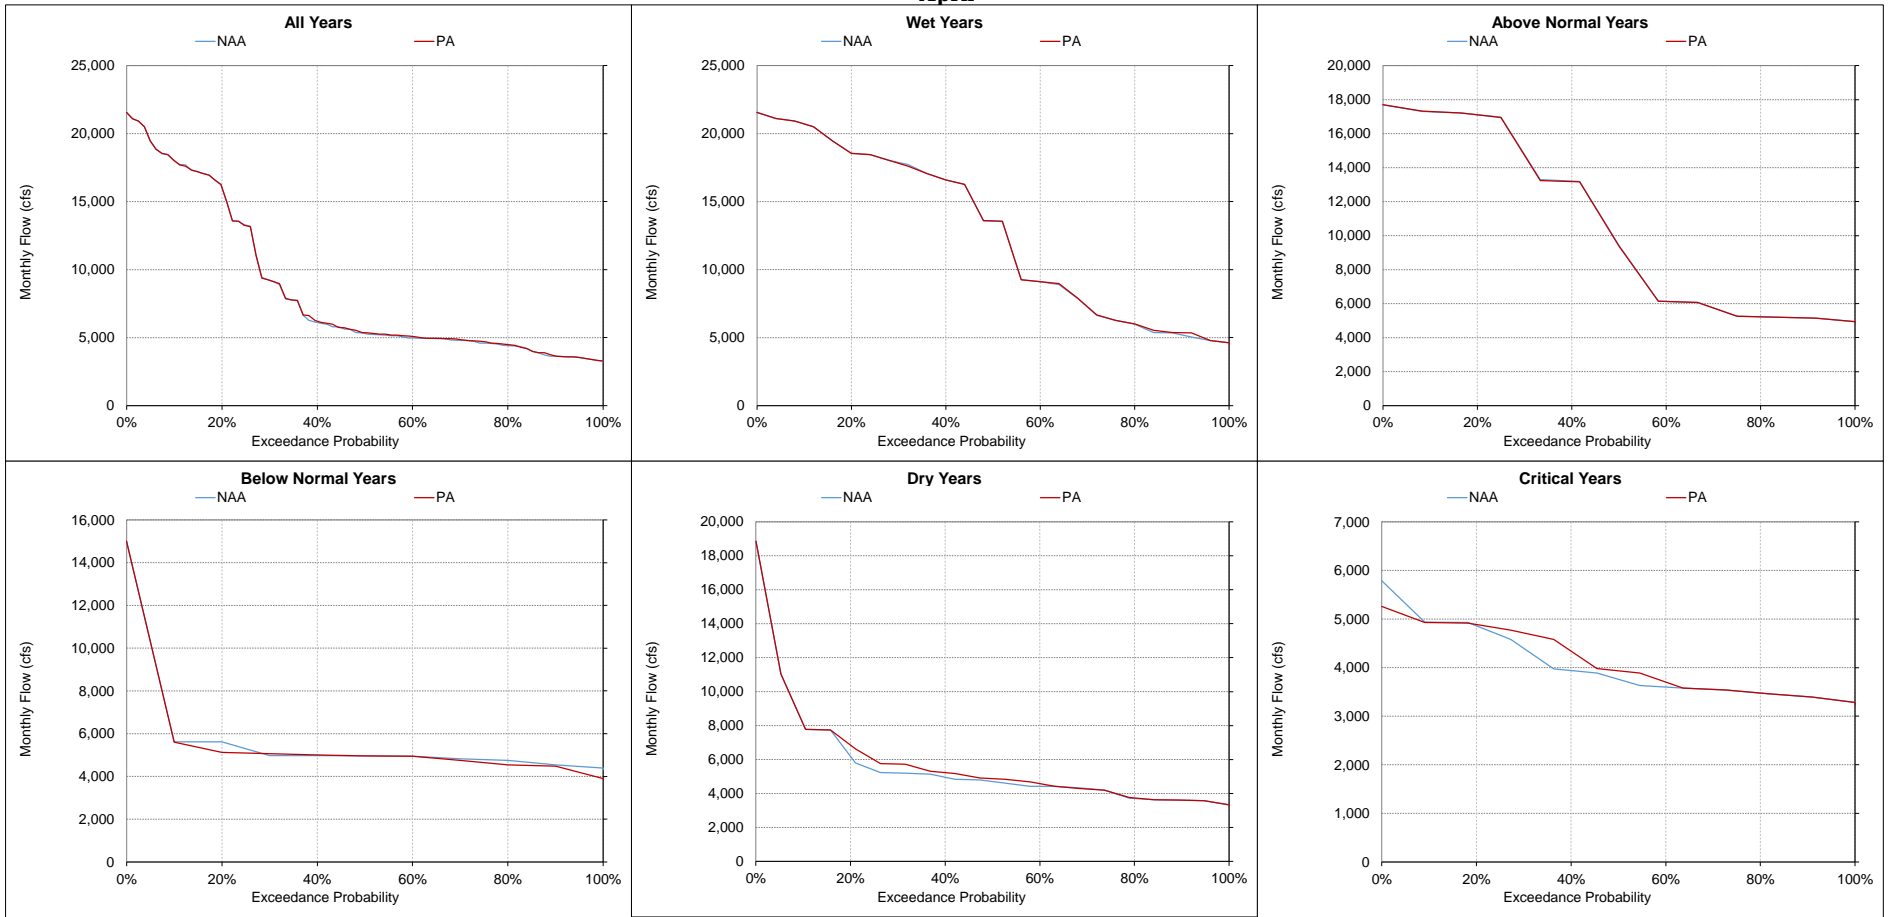 All Years
NAA PA
25,000
20,000
15,000
10,000
5,000
0
Monthly Flow (cfs)
0% 20% 40% 60% 80% 100%
Exceedance Probability
Wet Years
NAA PA
25,000
20,000
15,000
10,000
5,000
0
Monthly Flow (cfs)
0% 20% 40% 60% 80% 100%
Exceedance Probability
Above Normal Years
NAA PA
20,000
18,000
16,000
14,000
12,000
10,000
8,000
6,000
4,000
2,000
0
Monthly Flow (cfs)
0% 20% 40% 60% 80% 100%
Exceedance Probability
Below Normal Years
NAA PA
16,000
14,000
12,000
10,000
8,000
6,000
4,000
2,000
0
Monthly Flow (cfs)
0% 20% 40% 60% 80% 100%
Exceedance Probability
Dry Years
NAA PA
20,000
18,000
16,000
14,000
12,000
10,000
8,000
6,000
4,000
2,000
0
Monthly Flow (cfs)
0% 20% 40% 60% 80% 100%
Exceedance Probability
Critical Years
NAA PA
7,000
6,000
5,000
4,000
3,000
2,000
1,000
0
Monthly Flow (cfs)
0% 20% 40% 60% 80% 100%
Exceedance Probability